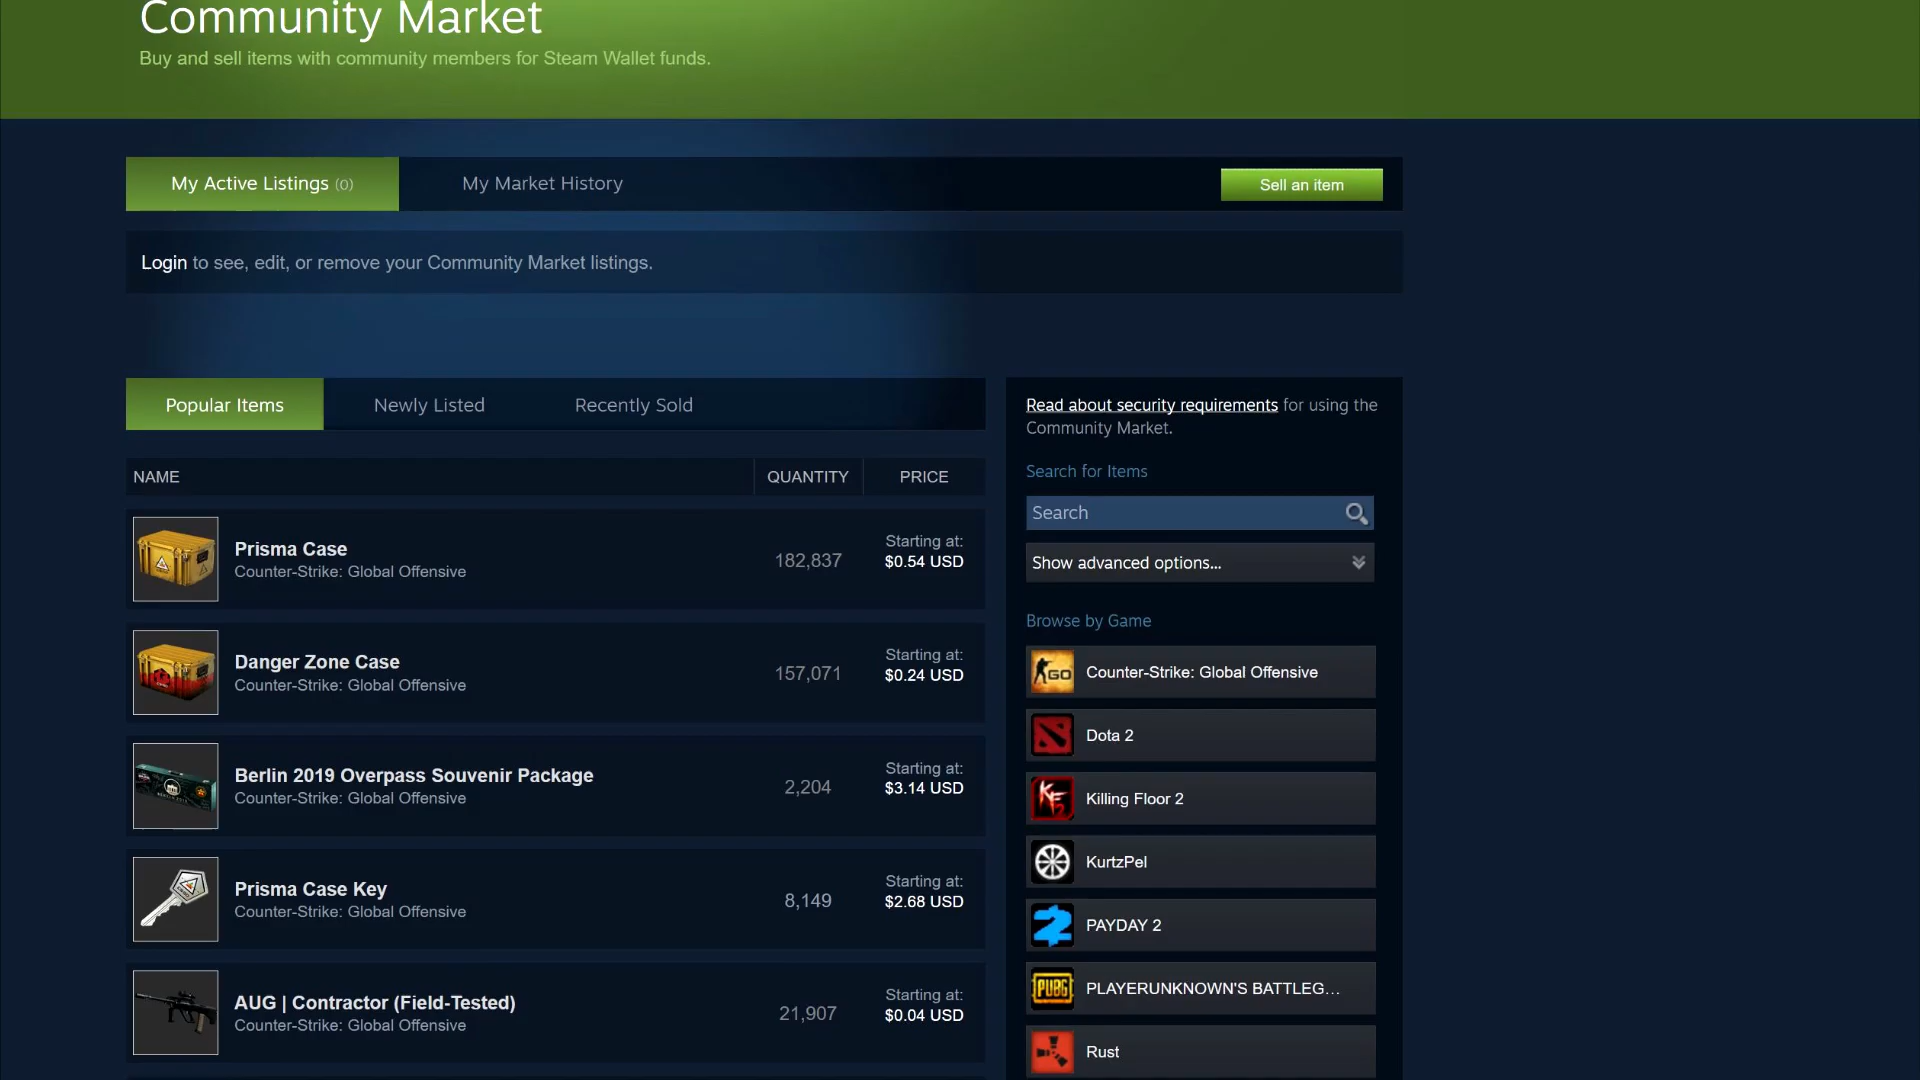 Community Market
Buy and sell items with community members for Steam Wallet funds.
My Active Listings (0)
My Market History
Sell an item
Login to see, edit, or remove your Community Market listings.
Popular Items
Newly Listed
Recently Sold
NAME
QUANTITY
PRICE
Prisma Case
Counter-Strike: Global Offensive
182,837
Starting at:
$0.54 USD
Danger Zone Case
Counter-Strike: Global Offensive
157,071
Starting at:
$0.24 USD
Berlin 2019 Overpass Souvenir Package
Counter-Strike: Global Offensive
2,204
Starting at:
$3.14 USD
Prisma Case Key
Counter-Strike: Global Offensive
8,149
Starting at:
$2.68 USD
AUG | Contractor (Field-Tested)
Counter-Strike: Global Offensive
21,907
Starting at:
$0.04 USD
Read about security requirements for using the
Community Market.
Search for Items
Search
Show advanced options...
Browse by Game
GO
Counter-Strike: Global Offensive
Dota 2
KF2
Killing Floor 2
KurtzPel
2
PAYDAY 2
PUBG
PLAYERUNKNOWN'S BATTLEG...
Rust